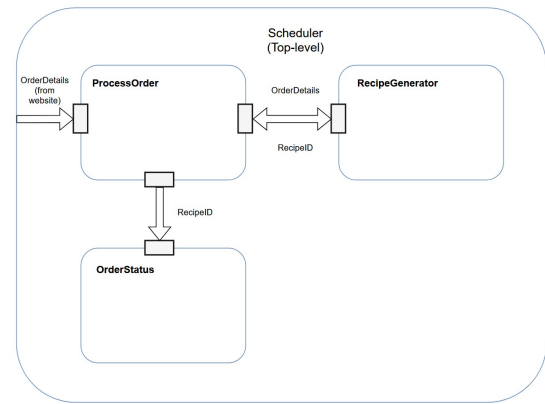 Scheduler
(Top-level)
OrderDetails
(from
website)
ProcessOrder
OrderDetails
RecipeGenerator
RecipeID
RecipeID
OrderStatus